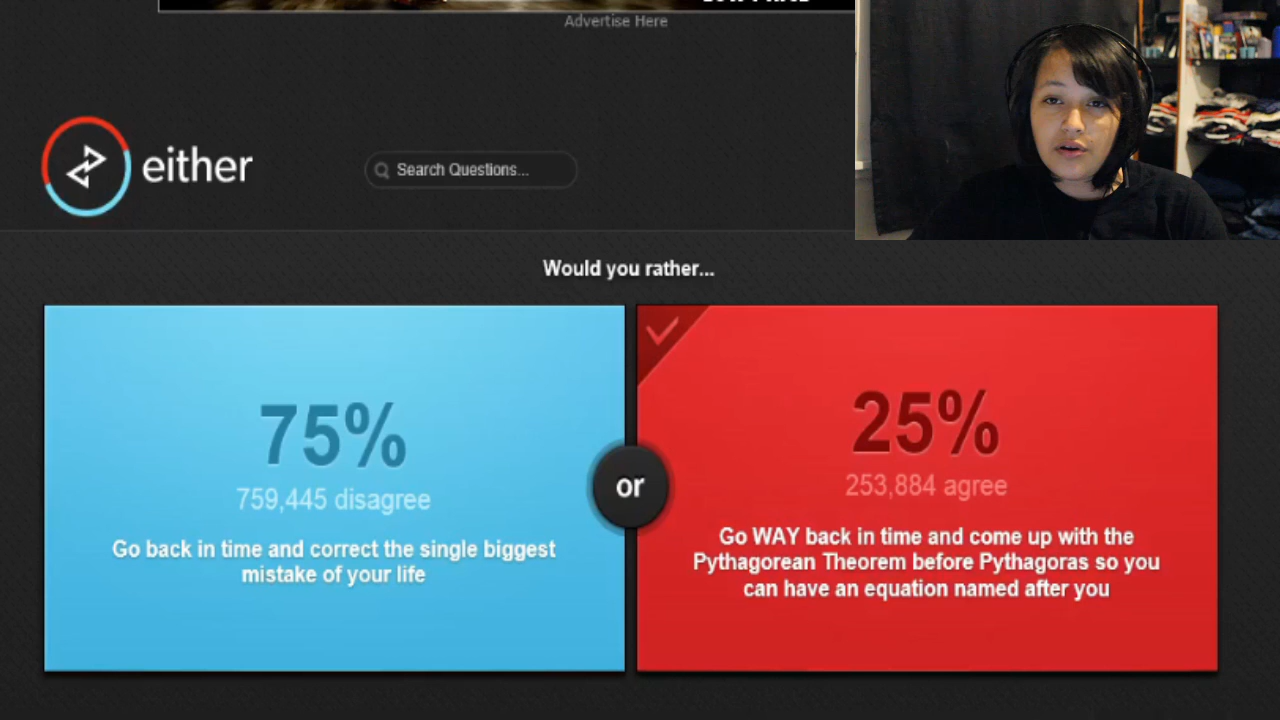 Advertise Here
either
Search Questions...
Would you rather...
75%
759,445 disagree
Go back in time and correct the single biggest
mistake of your life
or
25%
253,884 agree
Go WAY back in time and come up with the
Pythagorean Theorem before Pythagoras so you
can have an equation named after you